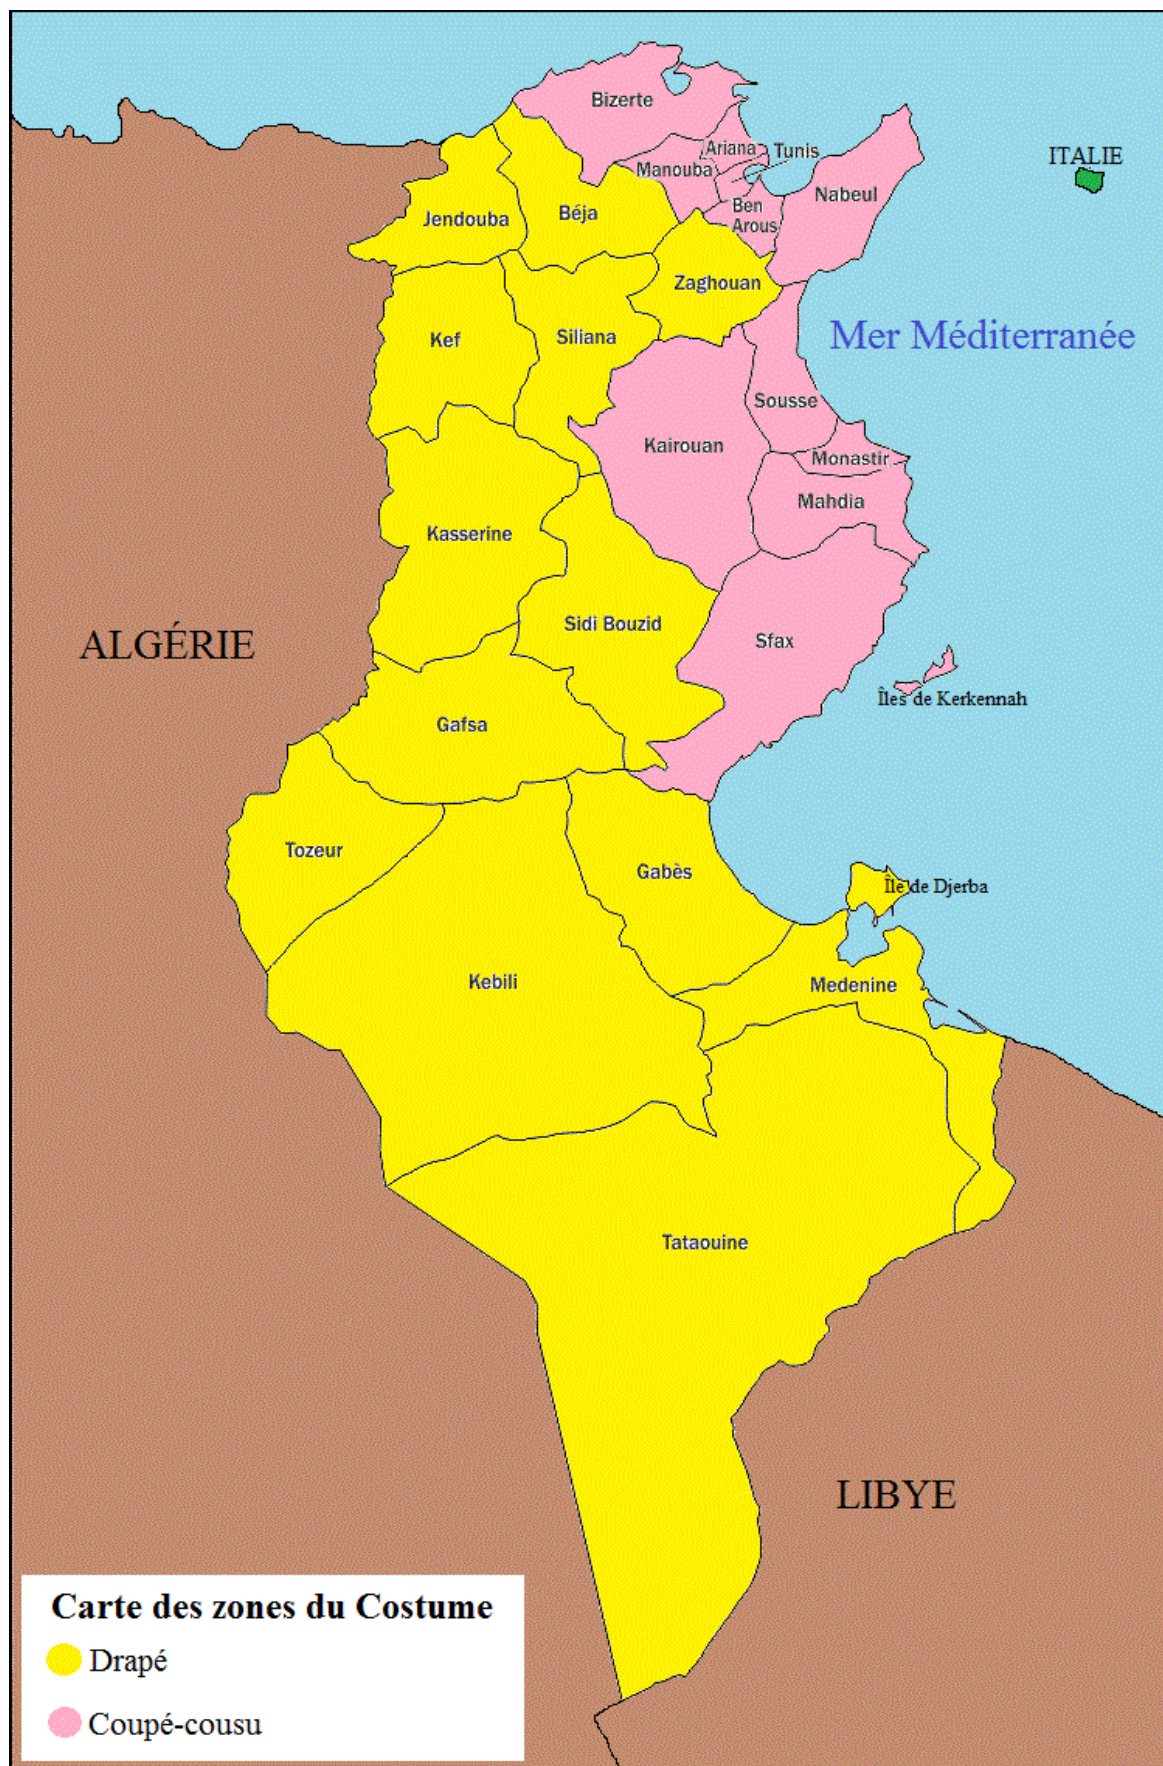 Bizerte
Ariana
Tunis
ITALIE
Manouba
Nabeul
Ben
Arous
Jendouba
Béja
Zaghouan
Kef
Siliana
Mer Méditerranée
Sousse
Kairouan
Monastir
Mahdia
Kasserine
Sidi Bouzid
Sfax
ALGÉRIE
Îles de Kerkennah
Gafsa
Tozeur
Gabès
Île de Djerba
Kebili
Medenine
Tataouine
LIBYE
Carte des zones du Costume
Drapé
Coupé-cousu